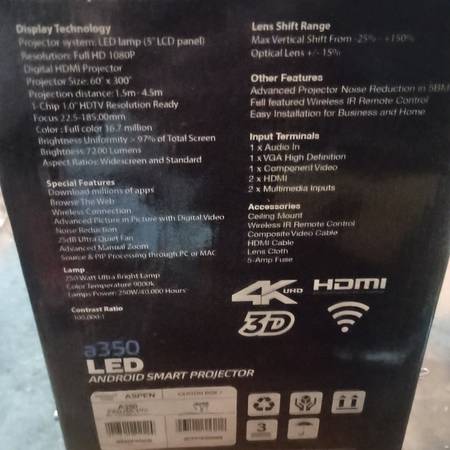 Display Technology
Projector system: LED lamp (5" LCD panel)
Resolution: Full HD 1080P
Digital HDMI Projector
Projector Size: 60" x 300"
Projection distance: 1.5m- 4.5m
1-Chip 1.0" HDTV Resolution Ready
Focus 22.5-185.00mm
Color : Full color 16.7 million
Brightness Uniformity > 97% of Total Screen
Brightness: 7200 Lumens
Aspect Ratios: Widescreen and Standard
Special Features
Download millions of apps
Browse The Web
Wireless Connection
Advanced Picture in Picture with Digital Video
Noise Reduction
25dB Ultra Quiet Fan
Advanced Manual Zoom
Source & PIP Processing through PC or MAC
Lamp
250 Watt Ultra Bright Lamp
Color Temperature 9000k
Lamps Power: 250W/40,000 Hours
Contrast Ratio
100,000:1
Lens Shift Range
Max Vertical Shift From -25% - +150%
Optical Lens +/- 15%
Other Features
Advanced Projector Noise Reduction in 5BM
Full featured Wireless IR Remote Control
Easy Installation for Business and Home
Input Terminals
1 x Audio In
1 x VGA High Definition
1 x Component Video
2 x HDMI
2 x Multimedia Inputs
Accessories
Ceiling Mount
Wireless IR Remote Control
Composite Video Cable
HDMI Cable
Lens Cloth
5-Amp Fuse
4K UHD
HDMI
3D
a350
LED
ANDROID SMART PROJECTOR
ASPEN
A350
3